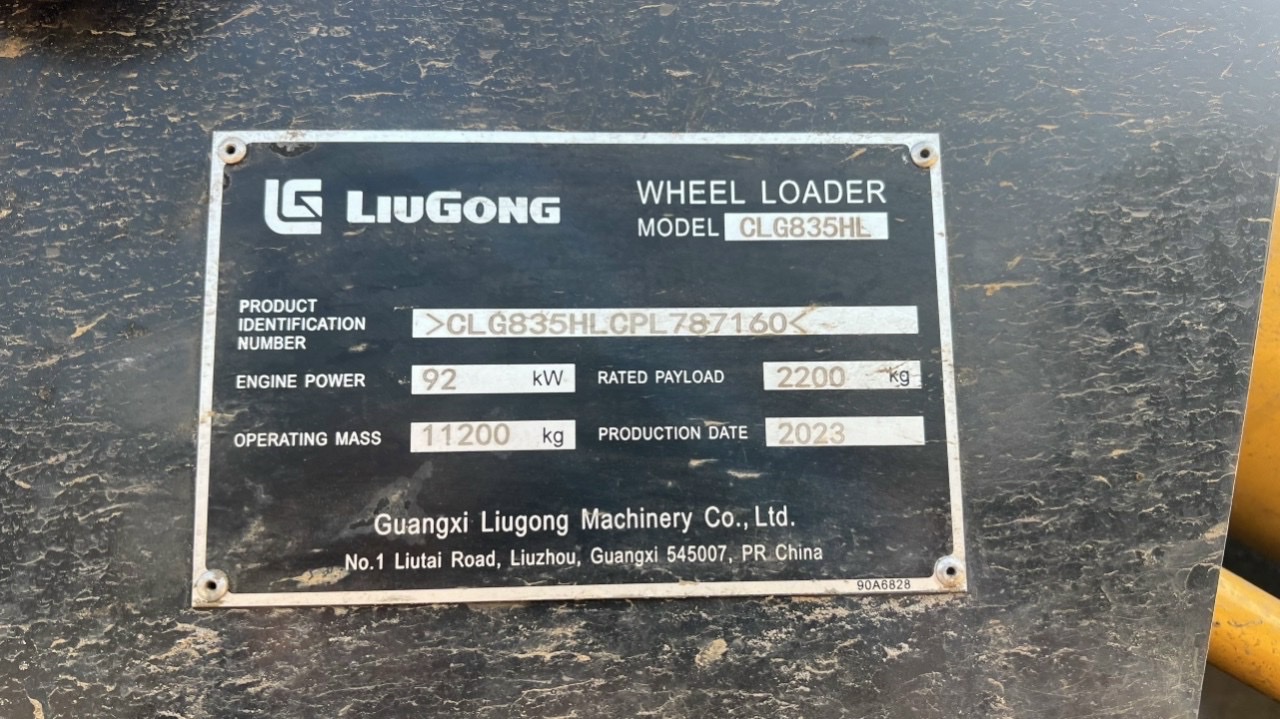 LG LIUGONG
WHEEL LOADER
MODEL CLG835HL
PRODUCT
IDENTIFICATION
NUMBER
>CLG835HLCPL787160<
ENGINE POWER 92 kW RATED PAYLOAD 2200 kg
OPERATING MASS 11200 kg PRODUCTION DATE 2023
Guangxi Liugong Machinery Co., Ltd.
No.1 Liutai Road, Liuzhou, Guangxi 545007, PR China
90A6828